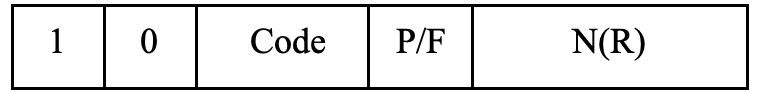 1 0 Code P/F N(R)